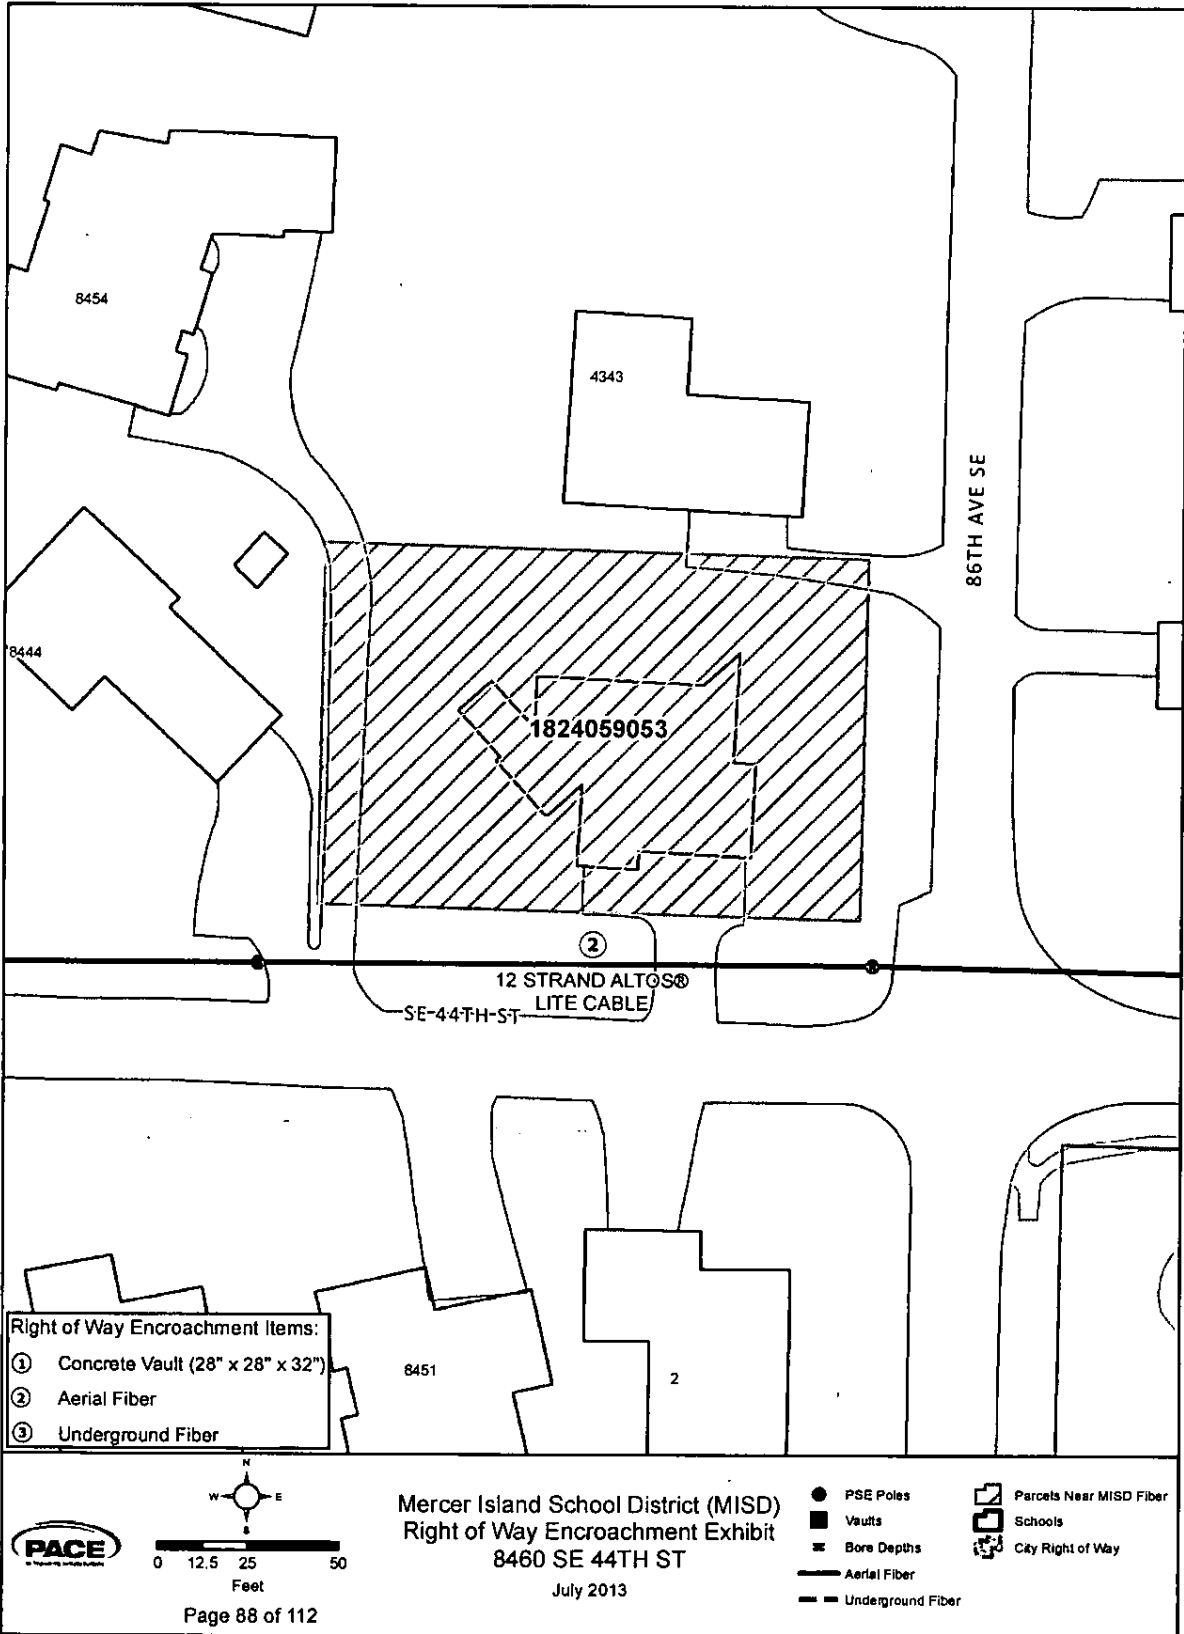 8454
4343
86TH AVE SE
8444
1824059053
②
12 STRAND ALTOS®
LITE CABLE
SE 44TH ST
Right of Way Encroachment Items:
① Concrete Vault (28" x 28" x 32")
② Aerial Fiber
③ Underground Fiber
8451
2
N
W E
PACE
0 12.5 25 50
Feet
Page 88 of 112
Mercer Island School District (MISD)
Right of Way Encroachment Exhibit
8460 SE 44TH ST
July 2013
PSE Poles
Vaults
Bore Depths
Aerial Fiber
Underground Fiber
Parcels Near MISD Fiber
Schools
City Right of Way